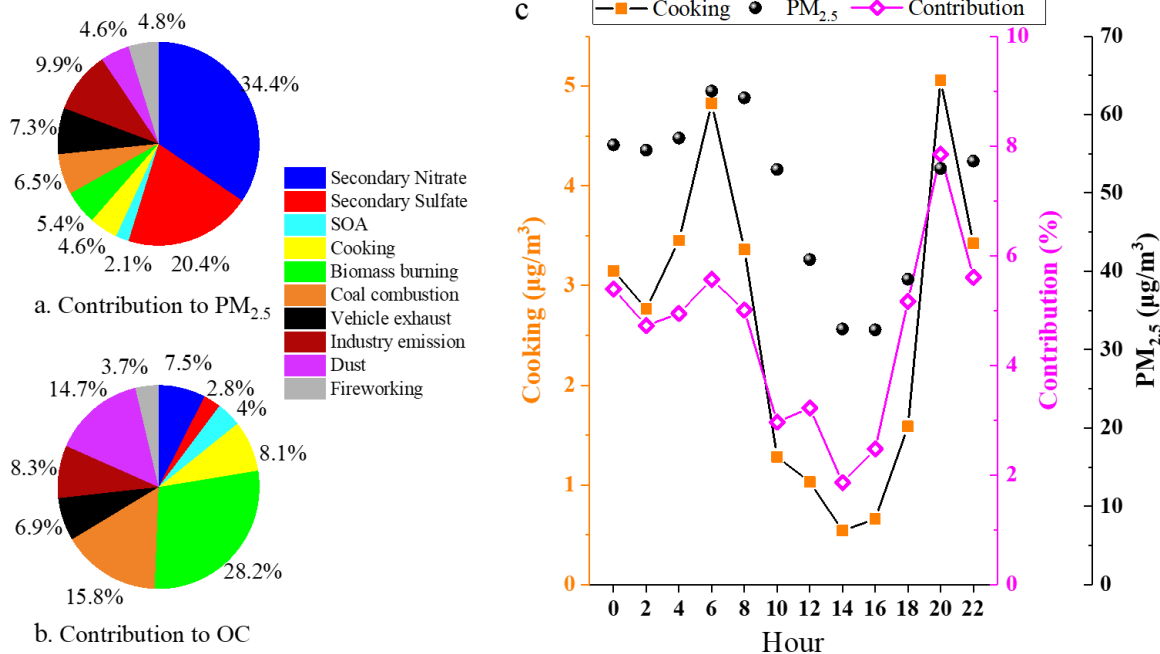 4.6%
4.8%
9.9%
34.4%
7.3%
6.5%
5.4%
4.6%
2.1%
20.4%
a. Contribution to PM2.5
Secondary Nitrate
Secondary Sulfate
SOA
Cooking
Biomass burning
Coal combustion
Vehicle exhaust
Industry emission
Dust
Fireworking
3.7%
7.5%
14.7%
2.8%
4%
8.1%
8.3%
6.9%
28.2%
15.8%
b. Contribution to OC
c
Cooking PM2.5 Contribution
Cooking (μg/m³)
5
4
3
2
1
0
Contribution (%)
10
8
6
4
2
0
PM2.5 (μg/m³)
70
60
50
40
30
20
10
0
0 2 4 6 8 10 12 14 16 18 20 22
Hour